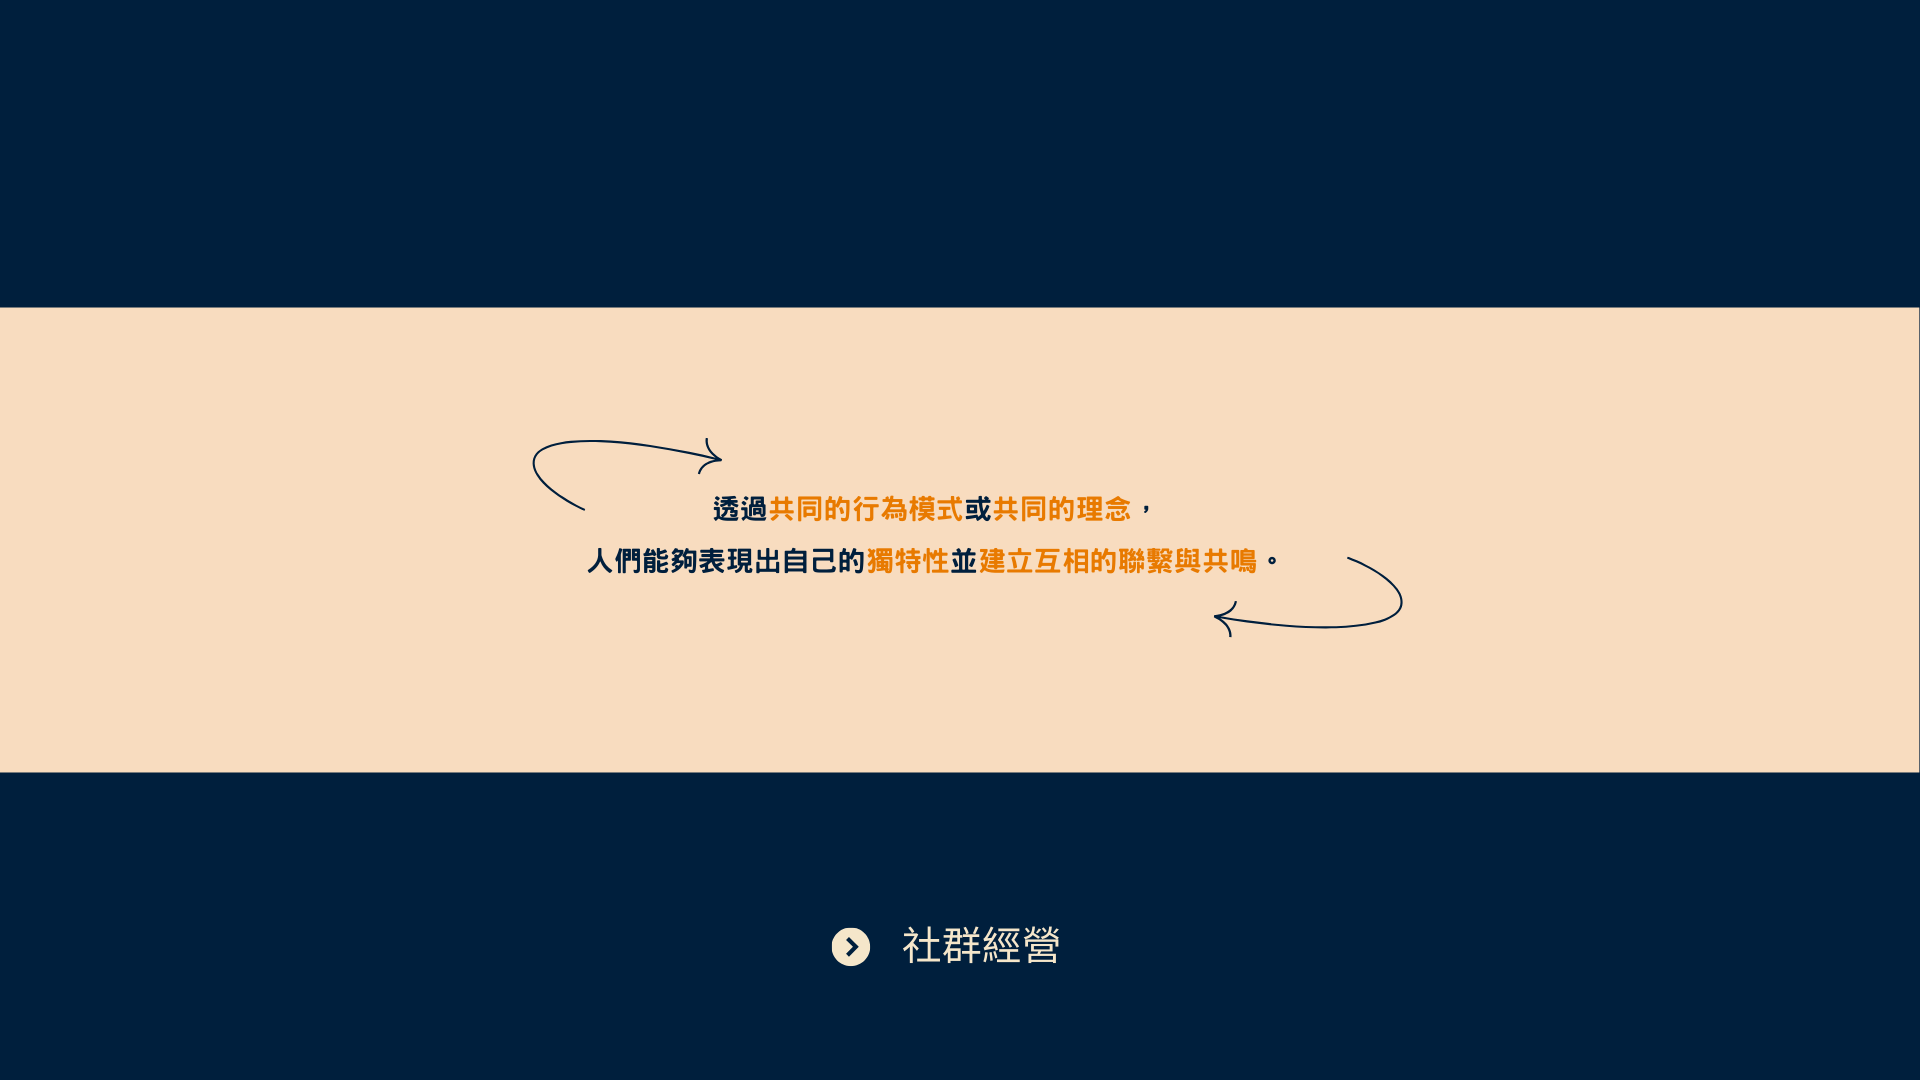 透過共同的行為模式或共同的理念，
人們能夠表現出自己的獨特性並建立互相的聯繫與共鳴。
社群經營